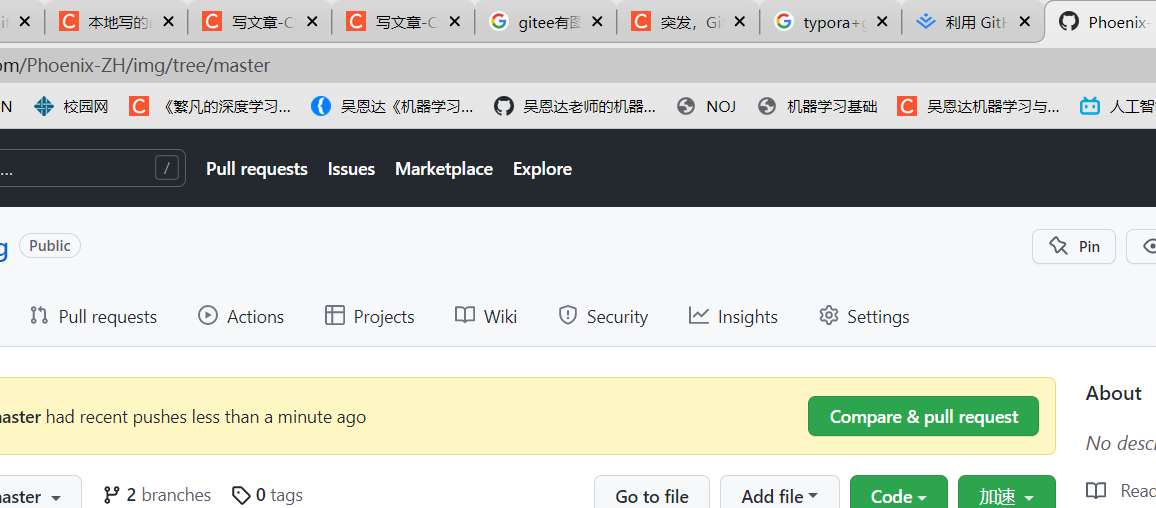 本地写的 写文章-C 写文章-C gitee有图 突发，Git typora+g 利用 GitH Phoenix-
om/Phoenix-ZH/img/tree/master
N 校园网 《繁凡的深度学习... 吴恩达《机器学习... 吴恩达老师的机器... NOJ 机器学习基础 吴恩达机器学习与... 人工智
... / Pull requests Issues Marketplace Explore
g Public Pin
Pull requests Actions Projects Wiki Security Insights Settings
master had recent pushes less than a minute ago Compare & pull request About
No desc
master 2 branches 0 tags Go to file Add file Code 加速 Read